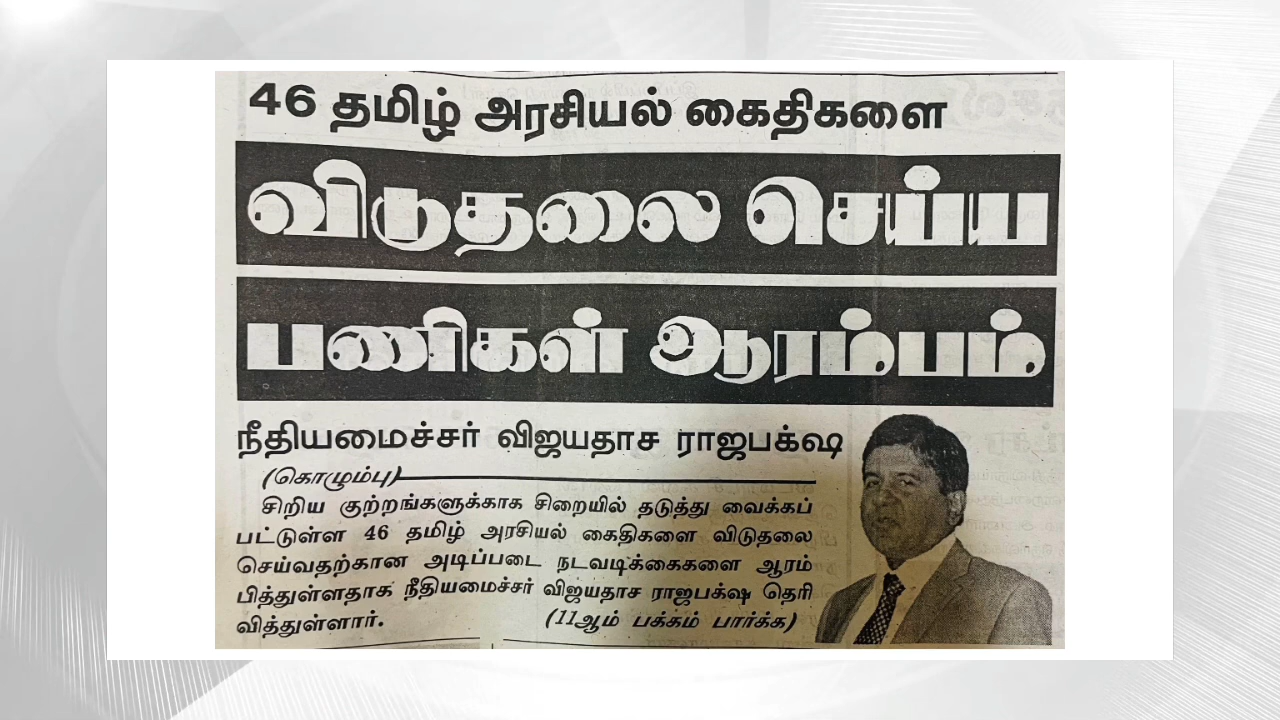 46 தமிழ் அரசியல் கைதிகளை
விடுதலை செய்ய
பணிகள் ஆரம்பம்
நீதியமைச்சர் விஜயதாச ராஜபக்ஷ
(கொழும்பு)
சிறிய குற்றங்களுக்காக சிறையில் தடுத்து வைக்கப்
பட்டுள்ள 46 தமிழ் அரசியல் கைதிகளை விடுதலை
செய்வதற்கான அடிப்படை நடவடிக்கைகளை ஆரம்
பித்துள்ளதாக நீதியமைச்சர் விஜயதாச ராஜபக்ஷ தெரி
வித்துள்ளார். (11ஆம் பக்கம் பார்க்க)